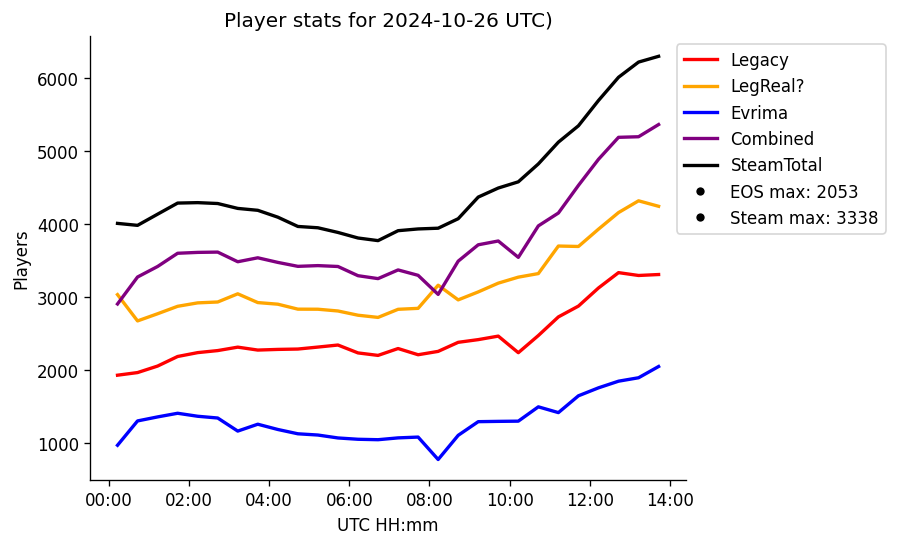 Player stats for 2024-10-26 UTC)
Legacy
LegReal?
Evrima
Combined
SteamTotal
EOS max: 2053
Steam max: 3338
Players
6000
5000
4000
3000
2000
1000
00:00 02:00 04:00 06:00 08:00 10:00 12:00 14:00
UTC HH:mm